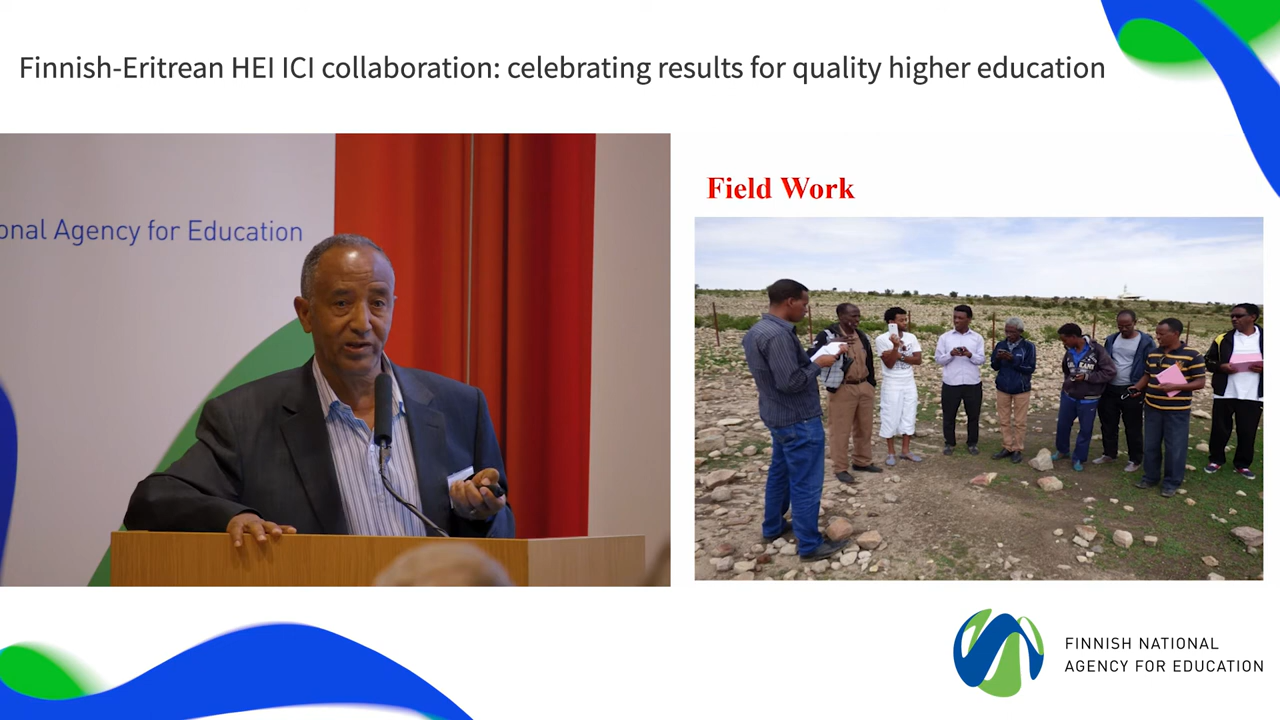 Finnish-Eritrean HEI ICI collaboration: celebrating results for quality higher education
onal Agency for Education
Field Work
FINNISH NATIONAL
AGENCY FOR EDUCATION